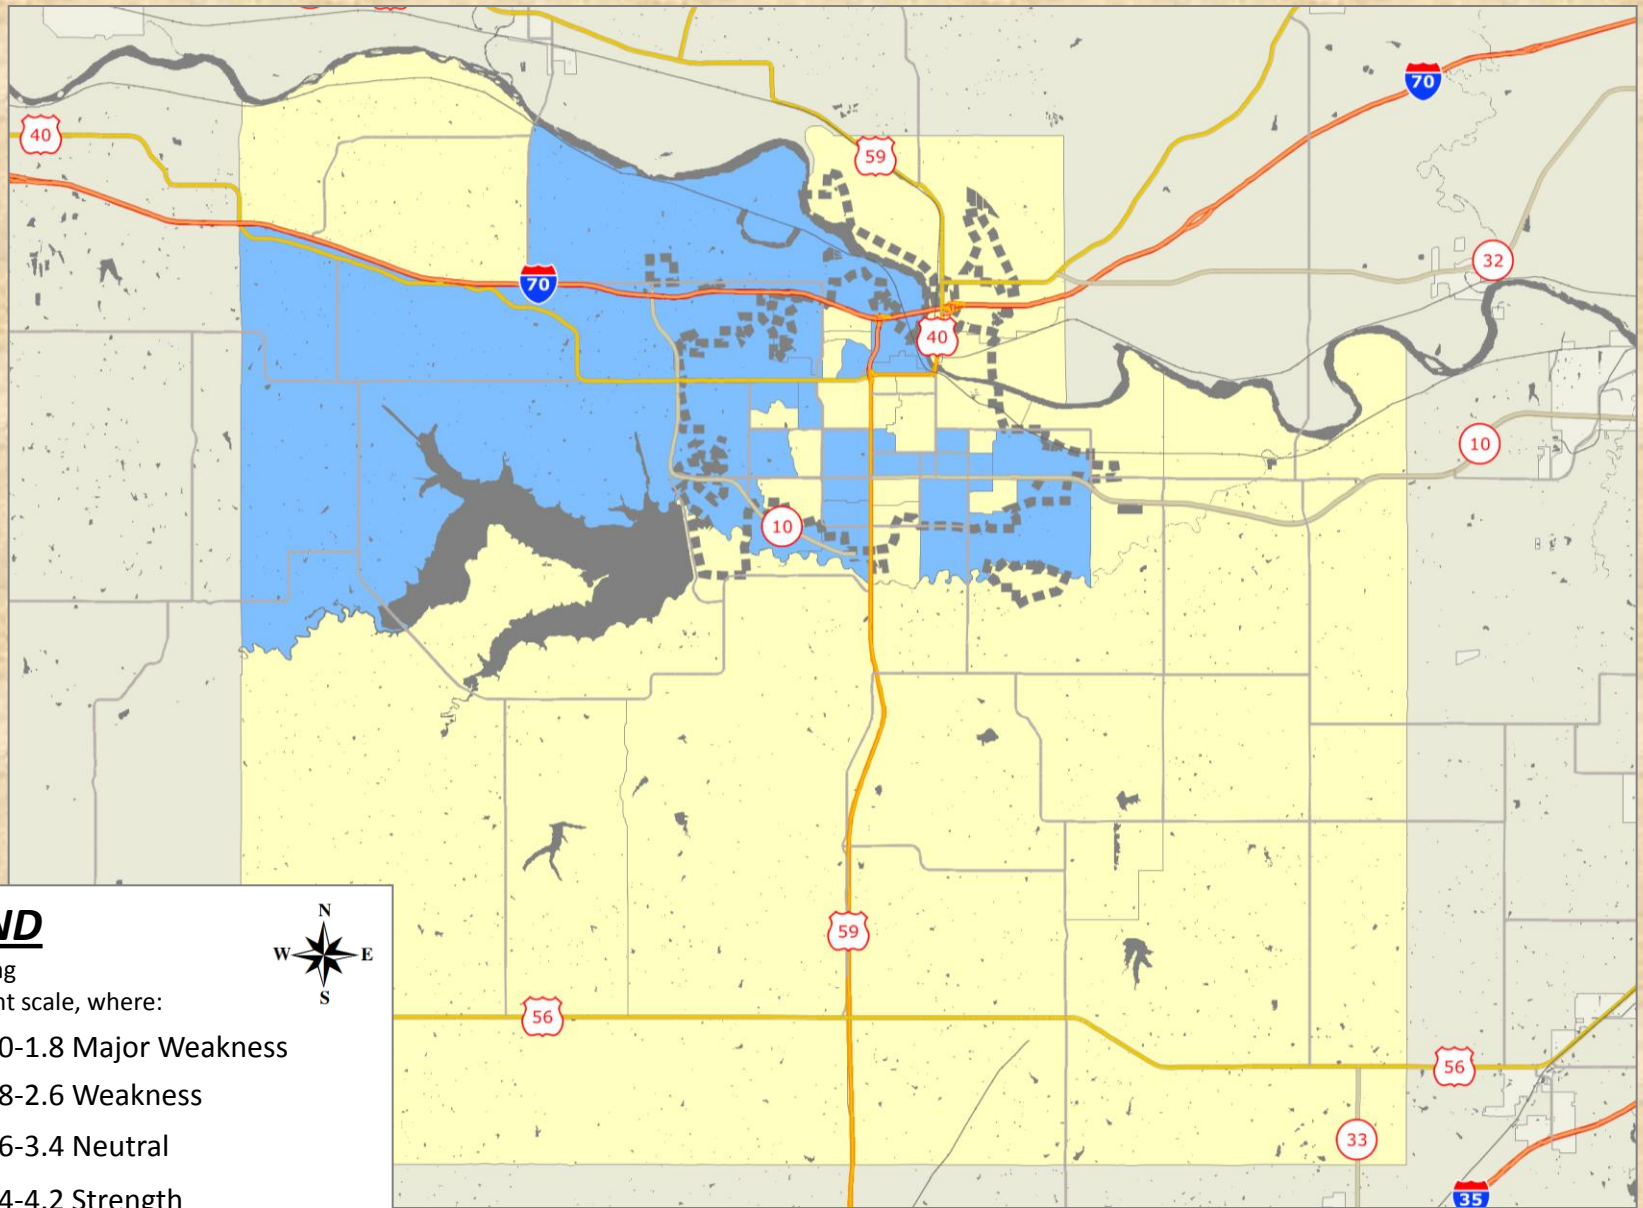 70
40
59
32
70
40
10
10
59
56
56
33
35
ND
N
W E
S
ng
nt scale, where:
0-1.8 Major Weakness
8-2.6 Weakness
6-3.4 Neutral
4-4.2 Strength